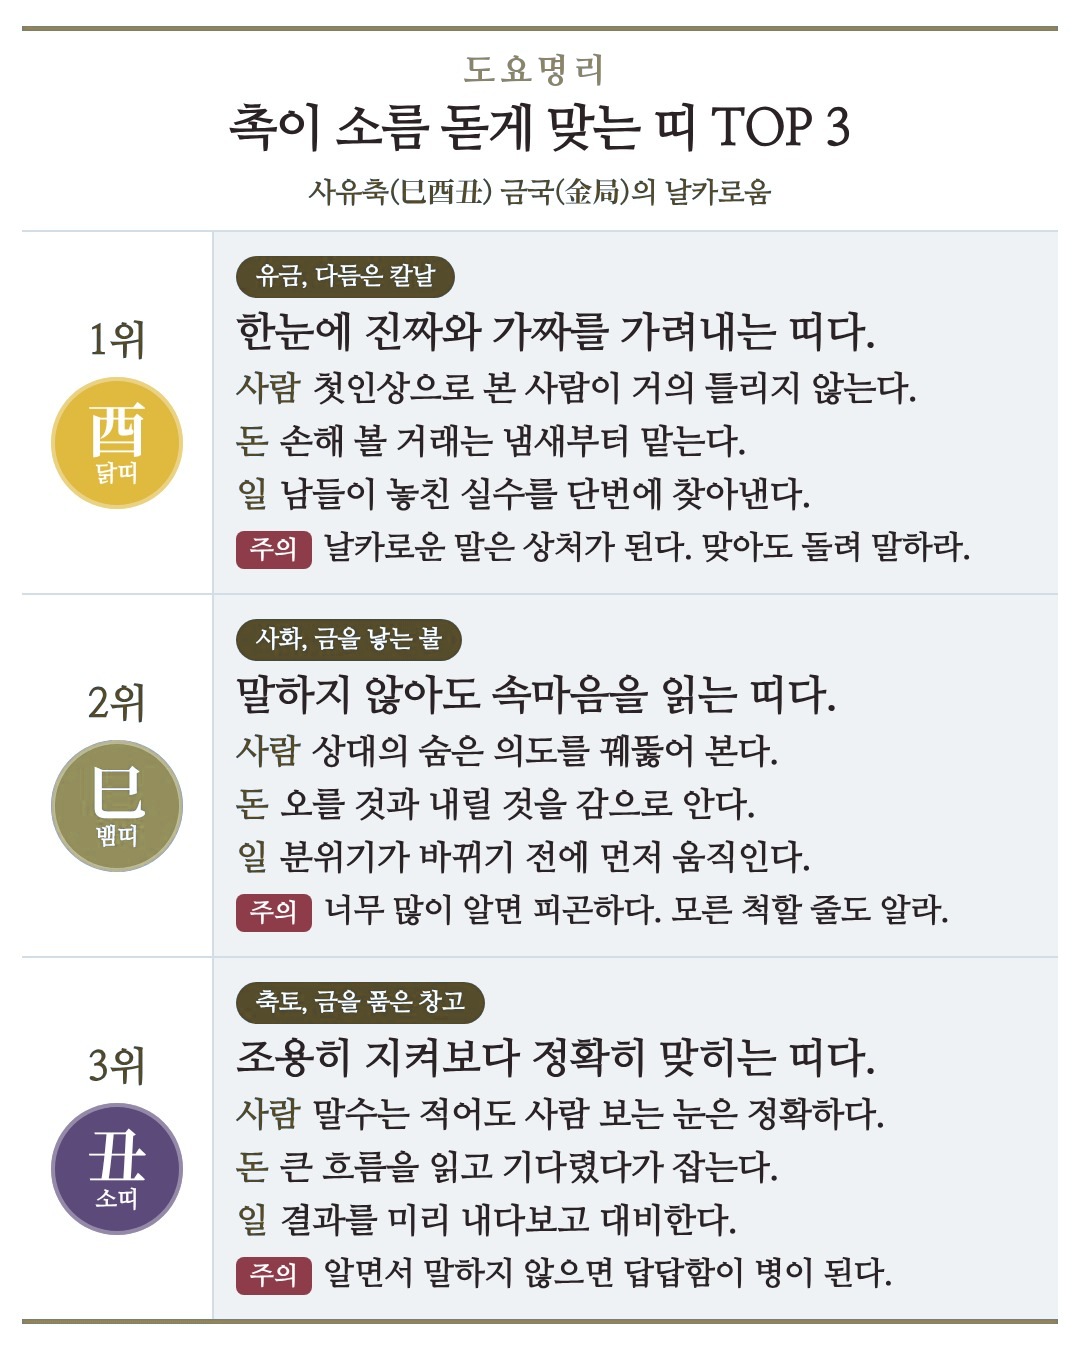 도요명리
촉이 소름 돋게 맞는 띠 TOP 3
사유축(巳酉丑) 금국(金局)의 날카로움
1위
酉
닭띠
유금, 다듬은 칼날
한눈에 진짜와 가짜를 가려내는 띠다.
사람 첫인상으로 본 사람이 거의 틀리지 않는다.
돈 손해 볼 거래는 냄새부터 맡는다.
일 남들이 놓친 실수를 단번에 찾아낸다.
주의 날카로운 말은 상처가 된다. 맞아도 돌려 말하라.
2위
巳
뱀띠
사화, 금을 낳는 불
말하지 않아도 속마음을 읽는 띠다.
사람 상대의 숨은 의도를 꿰뚫어 본다.
돈 오를 것과 내릴 것을 감으로 안다.
일 분위기가 바뀌기 전에 먼저 움직인다.
주의 너무 많이 알면 피곤하다. 모른 척할 줄도 알라.
3위
丑
소띠
축토, 금을 품은 창고
조용히 지켜보다 정확히 맞히는 띠다.
사람 말수는 적어도 사람 보는 눈은 정확하다.
돈 큰 흐름을 읽고 기다렸다가 잡는다.
일 결과를 미리 내다보고 대비한다.
주의 알면서 말하지 않으면 답답함이 병이 된다.